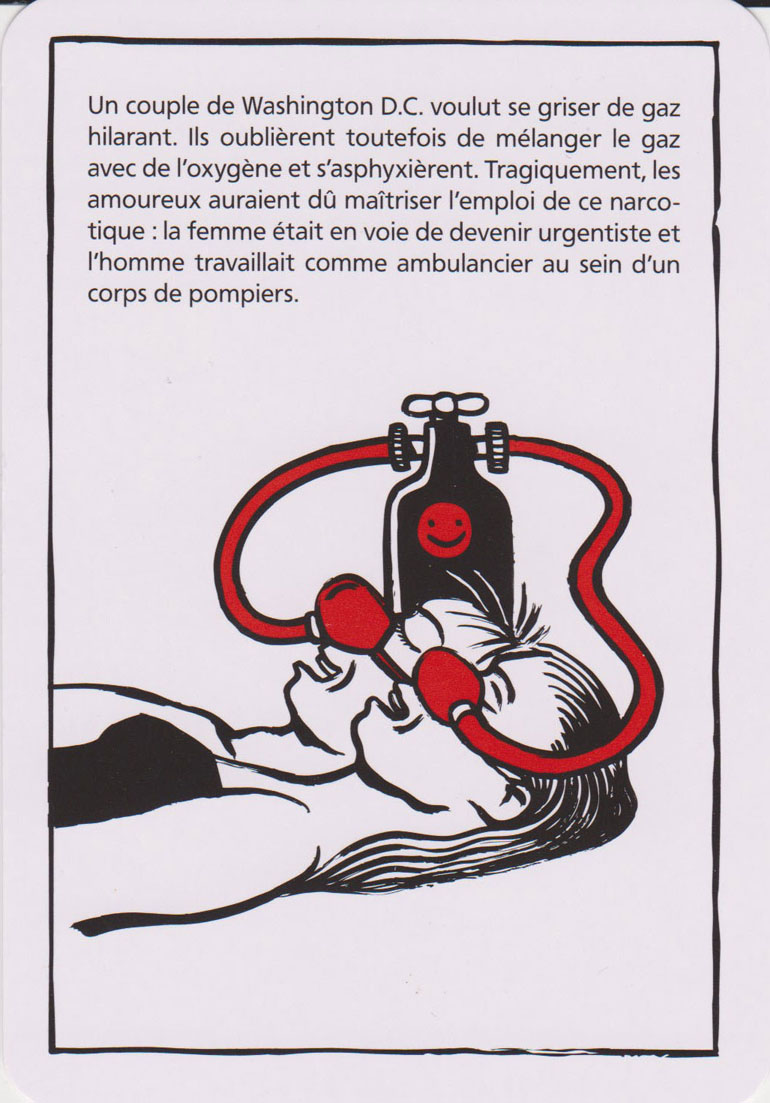 Un couple de Washington D.C. voulut se griser de gaz
hilarant. Ils oublièrent toutefois de mélanger le gaz
avec de l’oxygène et s’asphyxièrent. Tragiquement, les
amoureux auraient dû maîtriser l’emploi de ce narco-
tique : la femme était en voie de devenir urgentiste et
l’homme travaillait comme ambulancier au sein d’un
corps de pompiers.